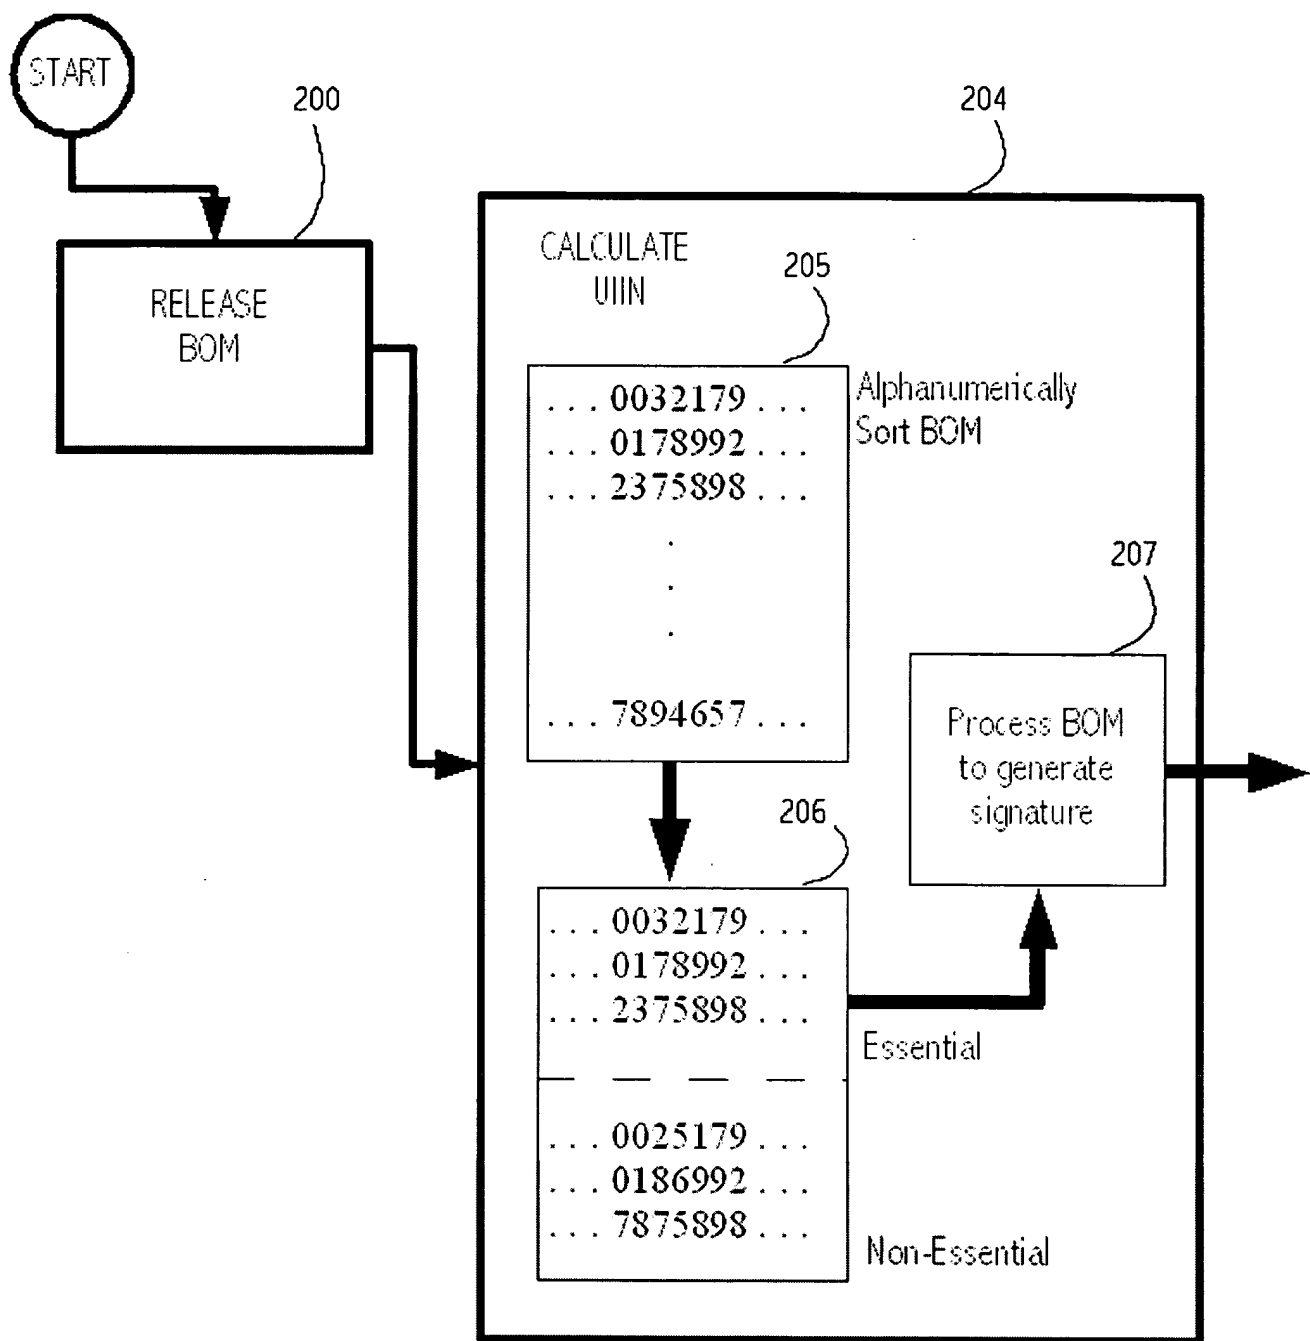 START
200
204
RELEASE
BOM
CALCULATE
UIIN
205
... 0032179 ...
... 0178992 ...
... 2375898 ...
.
.
.
... 7894657 ...
Alphanumerically
Sort BOM
207
Process BOM
to generate
signature
206
... 0032179 ...
... 0178992 ...
... 2375898 ...
Essential
... 0025179 ...
... 0186992 ...
... 7875898 ...
Non-Essential